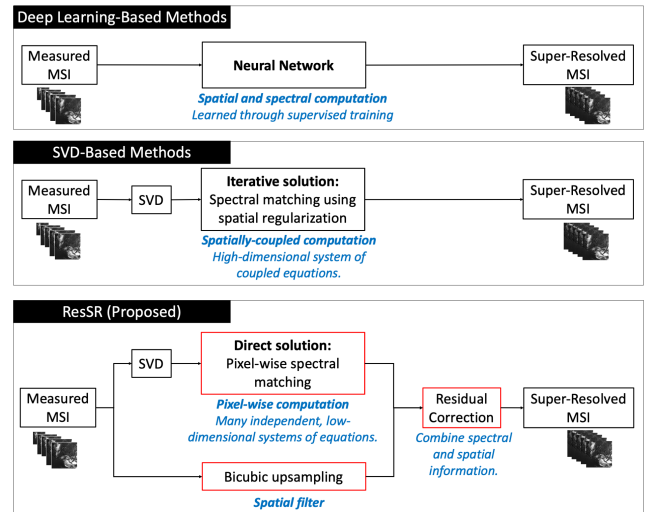 Deep Learning-Based Methods
Measured
MSI
Neural Network
Super-Resolved
MSI
Spatial and spectral computation
Learned through supervised training
SVD-Based Methods
Measured
MSI
SVD
Iterative solution:
Spectral matching using
spatial regularization
Super-Resolved
MSI
Spatially-coupled computation
High-dimensional system of
coupled equations.
ResSR (Proposed)
Measured
MSI
SVD
Direct solution:
Pixel-wise spectral
matching
Pixel-wise computation
Many independent, low-
dimensional systems of equations.
Bicubic upsampling
Spatial filter
Residual
Correction
Combine spectral
and spatial
information.
Super-Resolved
MSI